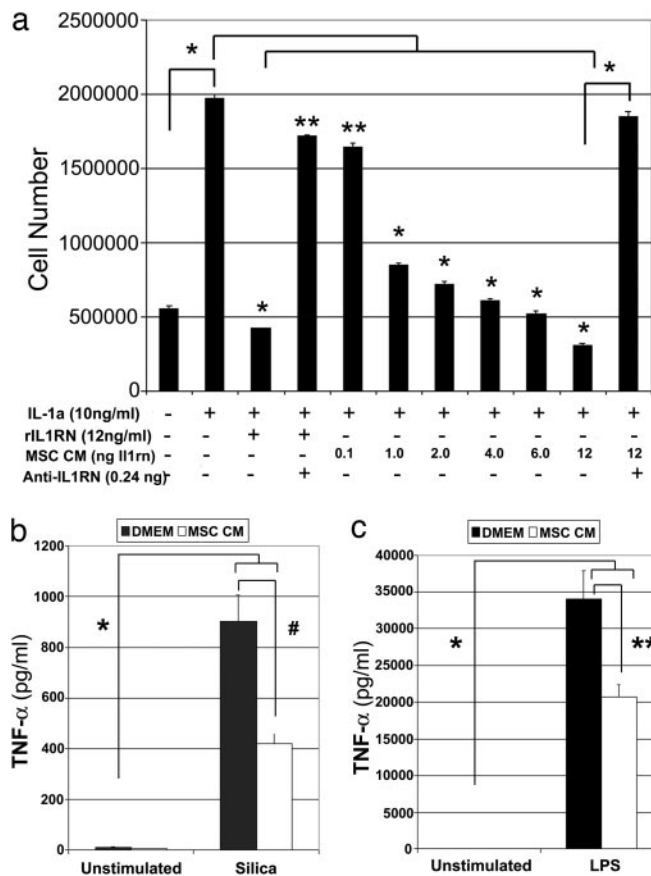 a
2500000
2000000
1500000
1000000
500000
0
Cell Number
* * * ** ** * * * * * *
IL-1a (10ng/ml) - + + + + + + + + + +
rIL1RN (12ng/ml) + +
MSC CM (ng Il1rn) 0.1 1.0 2.0 4.0 6.0 12 12
Anti-IL1RN (0.24 ng) - + +
b
DMEM MSC CM
1200
1000
800
600
400
200
0
TNF-α (pg/ml)
* #
Unstimulated Silica
c
DMEM MSC CM
40000
35000
30000
25000
20000
15000
10000
5000
0
TNF-α (pg/ml)
* **
Unstimulated LPS